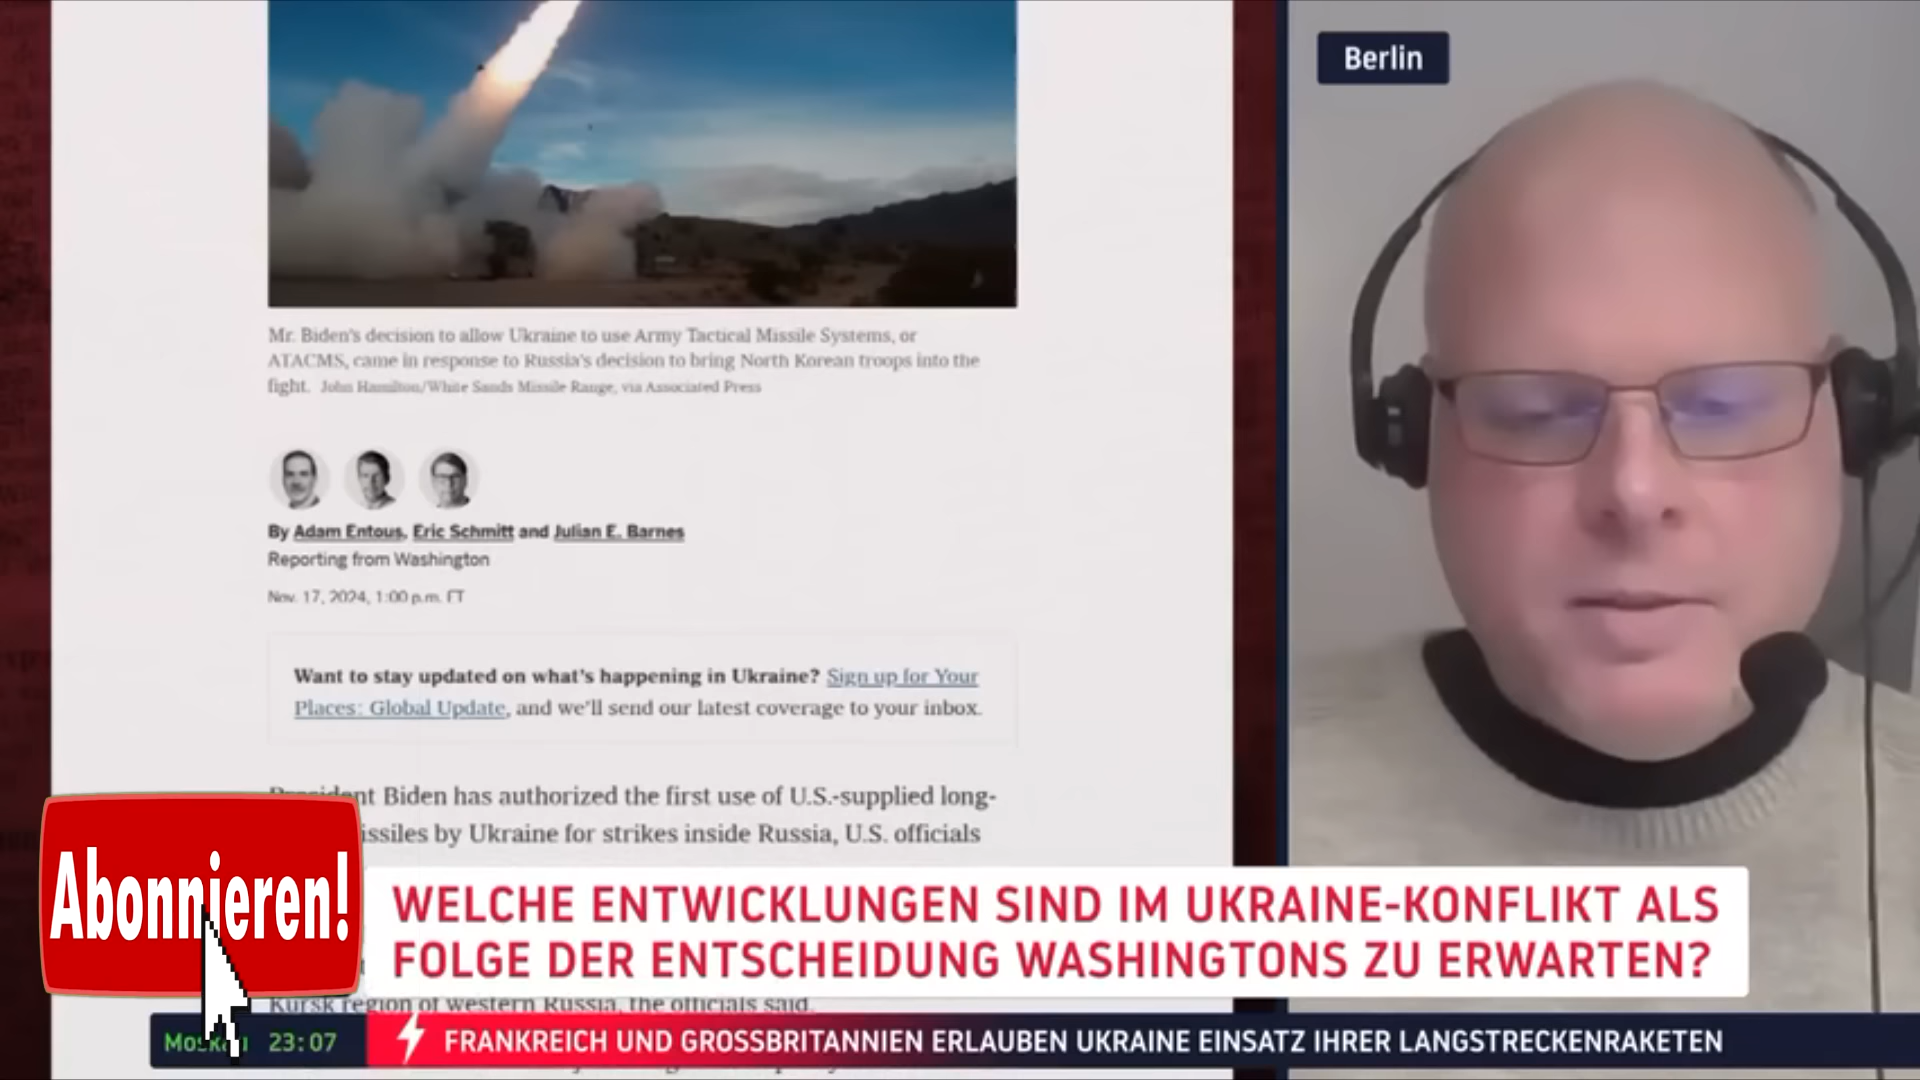 Berlin
Mr. Biden's decision to allow Ukraine to use Army Tactical Missile Systems, or
ATACMS, came in response to Russia's decision to bring North Korean troops into the
fight. John Hamilton/White Sands Missile Range, via Associated Press
By Adam Entous, Eric Schmitt and Julian E. Barnes
Reporting from Washington
Nov. 17, 2024, 1:00 p.m. ET
Want to stay updated on what's happening in Ukraine? Sign up for Your
Places: Global Update, and we'll send our latest coverage to your inbox.
President Biden has authorized the first use of U.S.-supplied long-
issiles by Ukraine for strikes inside Russia, U.S. officials
Abonnieren!
WELCHE ENTWICKLUNGEN SIND IM UKRAINE-KONFLIKT ALS
FOLGE DER ENTSCHEIDUNG WASHINGTONS ZU ERWARTEN?
Kursk region of western Russia, the officials said.
Moskau 23:07
FRANKREICH UND GROSSBRITANNIEN ERLAUBEN UKRAINE EINSATZ IHRER LANGSTRECKENRAKETEN